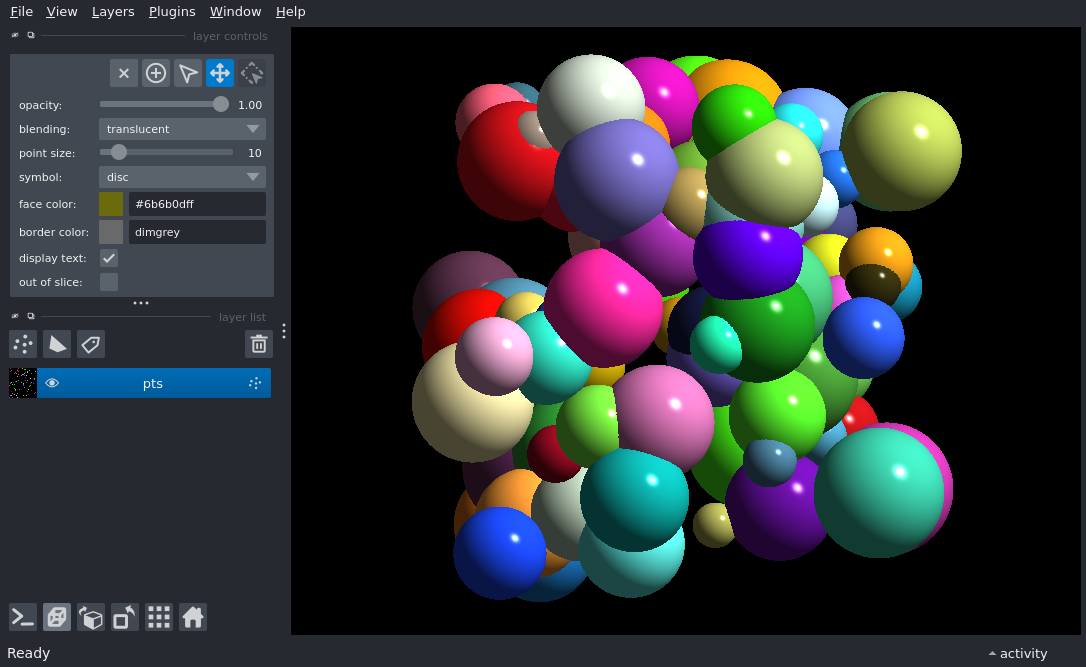 File View Layers Plugins Window Help
layer controls
opacity: 1.00
blending: translucent
point size: 10
symbol: disc
face color: #6b6b0dff
border color: dimgrey
display text:
out of slice:
layer list
pts
Ready
activity